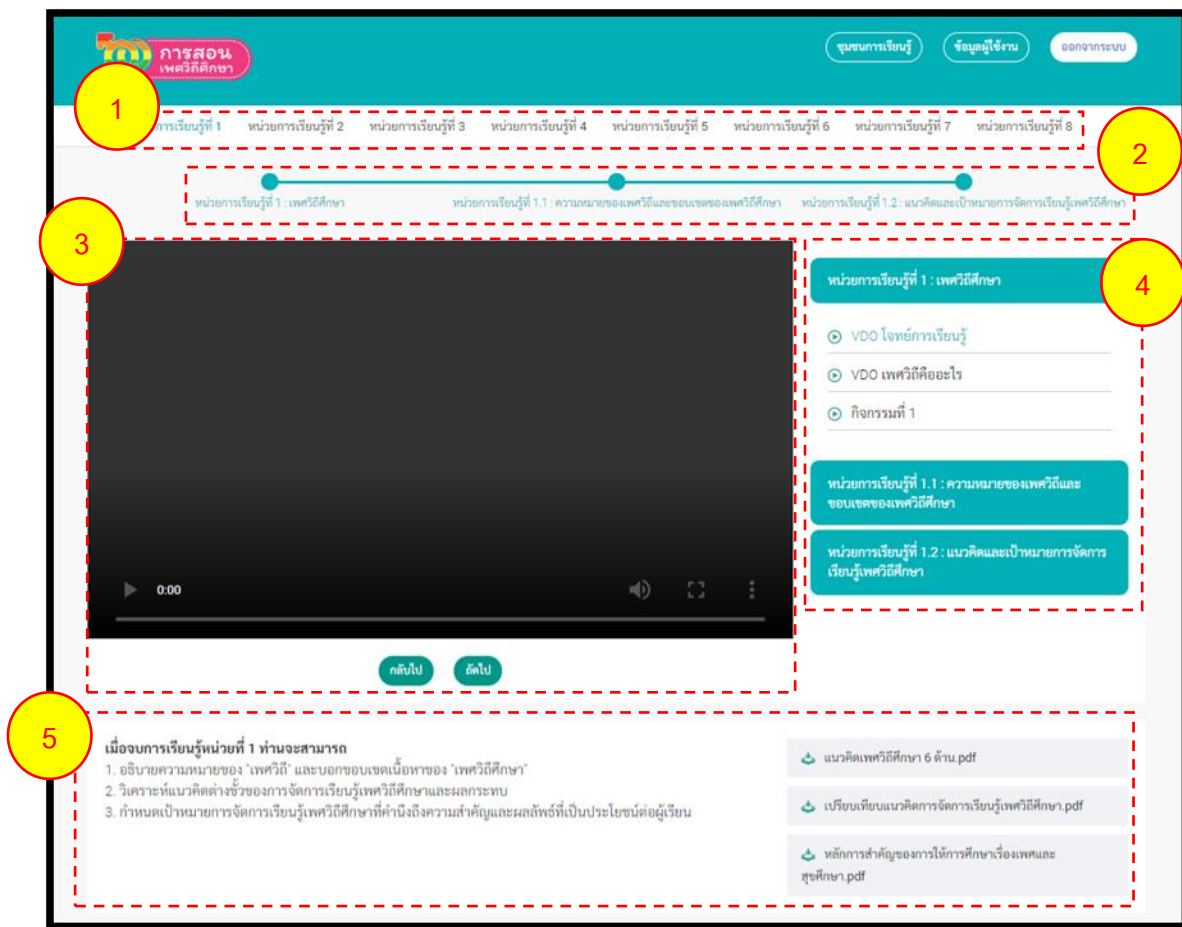 การสอน
เพศวิถีศึกษา
ชุมชนการเรียนรู้
ข้อมูลผู้ใช้งาน
ออกจากระบบ
1
การเรียนรู้ที่ 1
หน่วยการเรียนรู้ที่ 2
หน่วยการเรียนรู้ที่ 3
หน่วยการเรียนรู้ที่ 4
หน่วยการเรียนรู้ที่ 5
หน่วยการเรียนรู้ที่ 6
หน่วยการเรียนรู้ที่ 7
หน่วยการเรียนรู้ที่ 8
2
หน่วยการเรียนรู้ที่ 1 : เพศวิถีศึกษา
หน่วยการเรียนรู้ที่ 1.1 : ความหมายของเพศวิถีและขอบเขตของเพศวิถีศึกษา
หน่วยการเรียนรู้ที่ 1.2 : แนวคิดและเป้าหมายการจัดการเรียนรู้เพศวิถีศึกษา
3
0:00
กลับไป
ถัดไป
4
หน่วยการเรียนรู้ที่ 1 : เพศวิถีศึกษา
VDO โจทย์การเรียนรู้
VDO เพศวิถีคืออะไร
กิจกรรมที่ 1
หน่วยการเรียนรู้ที่ 1.1 : ความหมายของเพศวิถีและ
ขอบเขตของเพศวิถีศึกษา
หน่วยการเรียนรู้ที่ 1.2 : แนวคิดและเป้าหมายการจัดการ
เรียนรู้เพศวิถีศึกษา
5
เมื่อจบการเรียนรู้หน่วยที่ 1 ท่านจะสามารถ
1. อธิบายความหมายของ "เพศวิถี" และบอกขอบเขตเนื้อหาของ "เพศวิถีศึกษา"
2. วิเคราะห์แนวคิดต่างขั้วของการจัดการเรียนรู้เพศวิถีศึกษาและผลกระทบ
3. กำหนดเป้าหมายการจัดการเรียนรู้เพศวิถีศึกษาที่คำนึงถึงความสำคัญและผลลัพธ์ที่เป็นประโยชน์ต่อผู้เรียน
แนวคิดเพศวิถีศึกษา 6 ด้าน.pdf
เปรียบเทียบแนวคิดการจัดการเรียนรู้เพศวิถีศึกษา.pdf
หลักการสำคัญของการให้การศึกษาเรื่องเพศและ
สุขศึกษา.pdf